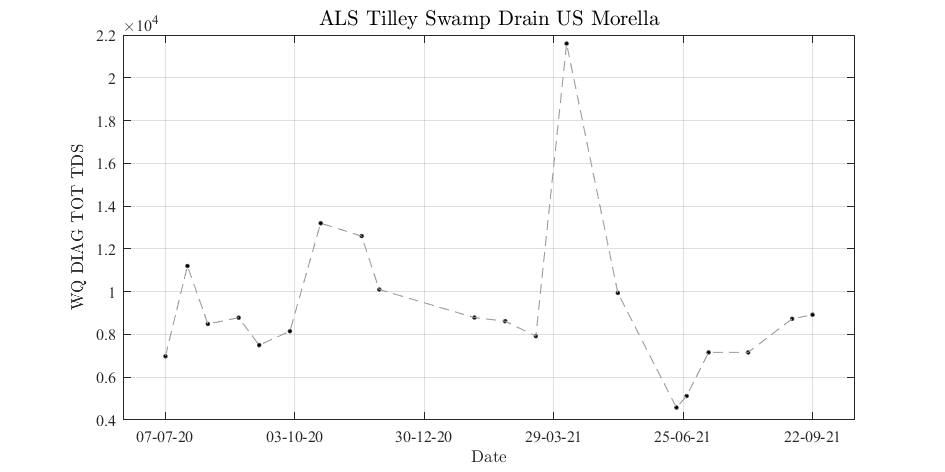 ALS Tilley Swamp Drain US Morella
×10⁴
2.2
2
1.8
1.6
1.4
1.2
1
0.8
0.6
0.4
WQ DIAG TOT TDS
07-07-20 03-10-20 30-12-20 29-03-21 25-06-21 22-09-21
Date